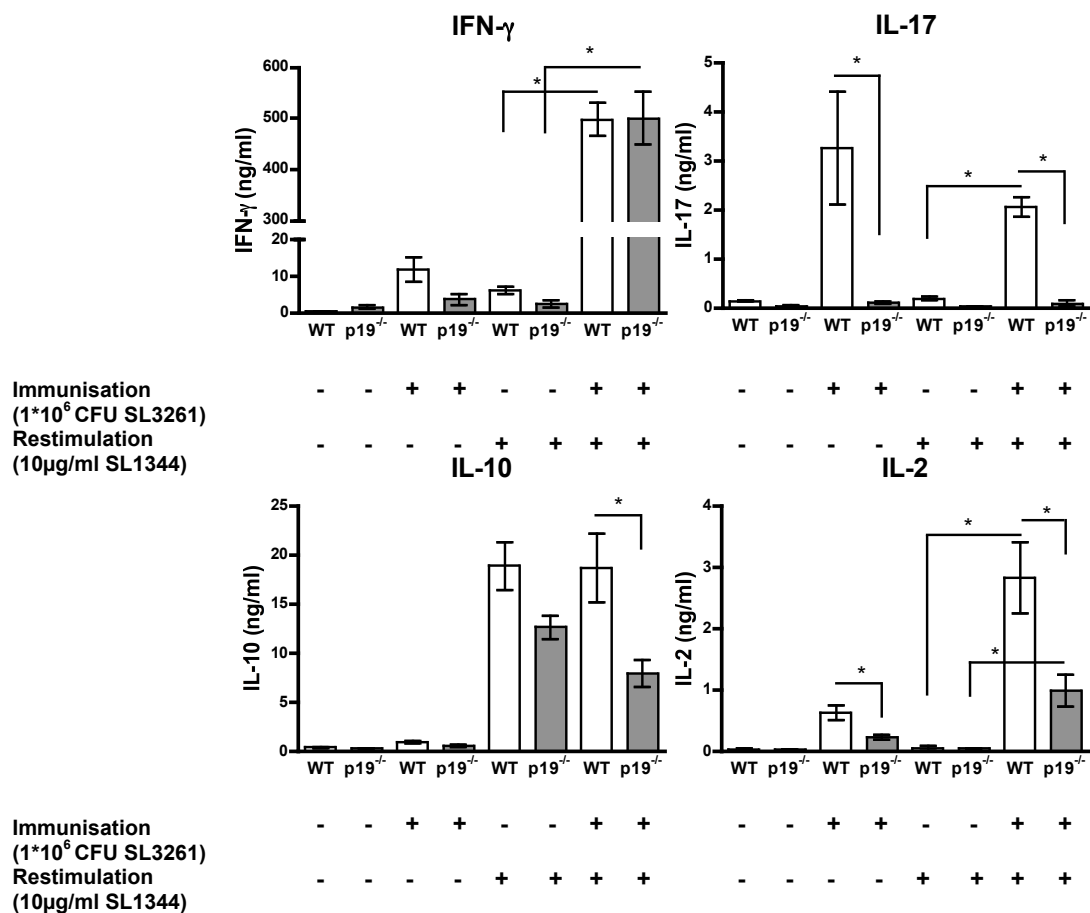 IFN-γ
IL-17
IFN-γ (ng/ml)
600
500
400
300
20
10
0
*
*
WT p19-/- WT p19-/- WT p19-/- WT p19-/-
IL-17 (ng/ml)
5
4
3
2
1
0
*
*
*
WT p19-/- WT p19-/- WT p19-/- WT p19-/-
Immunisation
(1*10⁶ CFU SL3261)
- - + + - - + + - - + + - - + +
Restimulation
(10µg/ml SL1344)
- - - - + + + + - - - - + + + +
IL-10
IL-2
IL-10 (ng/ml)
25
20
15
10
5
0
*
WT p19-/- WT p19-/- WT p19-/- WT p19-/-
IL-2 (ng/ml)
4
3
2
1
0
*
*
*
*
WT p19-/- WT p19-/- WT p19-/- WT p19-/-
Immunisation
(1*10⁶ CFU SL3261)
- - + + - - + + - - + + - - + +
Restimulation
(10µg/ml SL1344)
- - - - + + + + - - - - + + + +